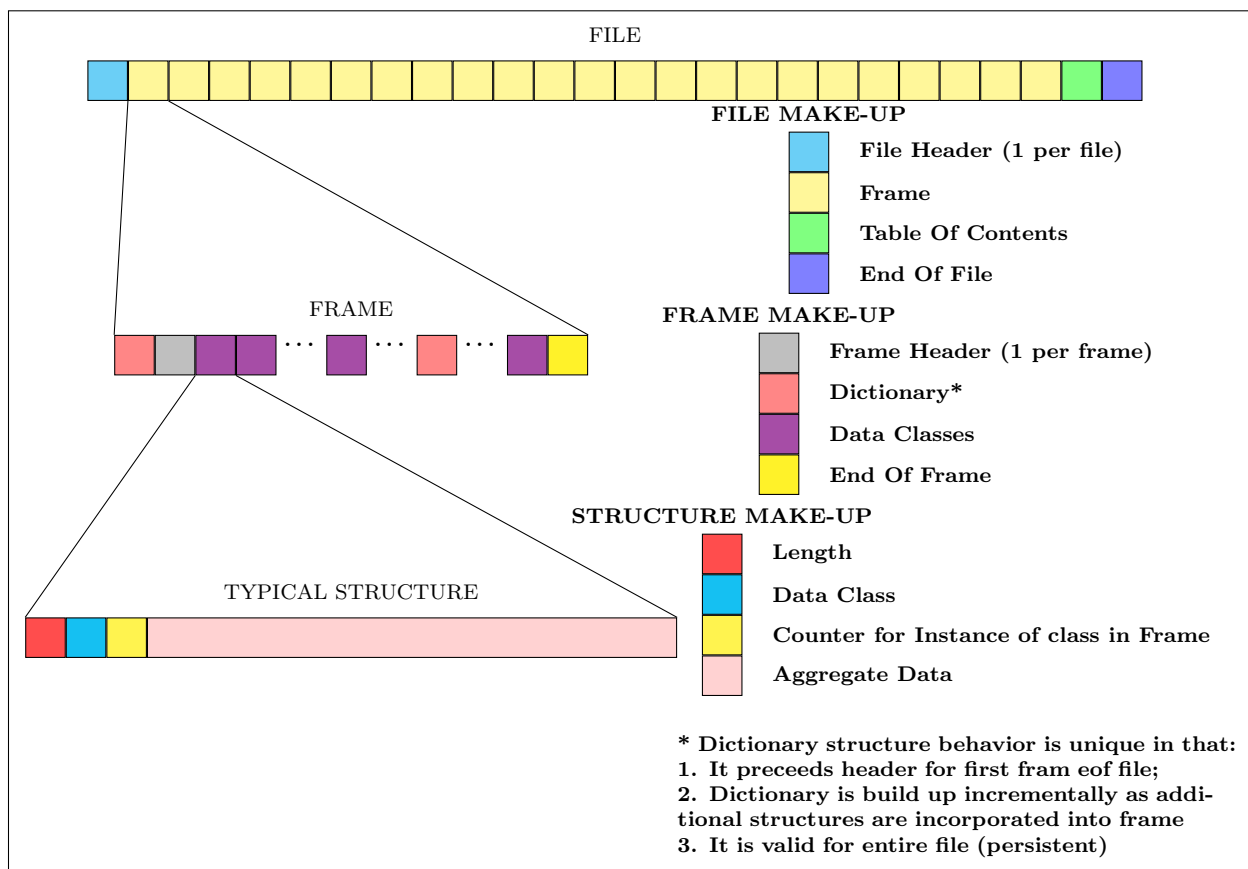 FILE
FILE MAKE-UP
File Header (1 per file)
Frame
Table Of Contents
End Of File
FRAME
FRAME MAKE-UP
Frame Header (1 per frame)
Dictionary*
Data Classes
End Of Frame
STRUCTURE MAKE-UP
Length
TYPICAL STRUCTURE
Data Class
Counter for Instance of class in Frame
Aggregate Data
* Dictionary structure behavior is unique in that:
1. It preceeds header for first fram eof file;
2. Dictionary is build up incrementally as addi-
tional structures are incorporated into frame
3. It is valid for entire file (persistent)